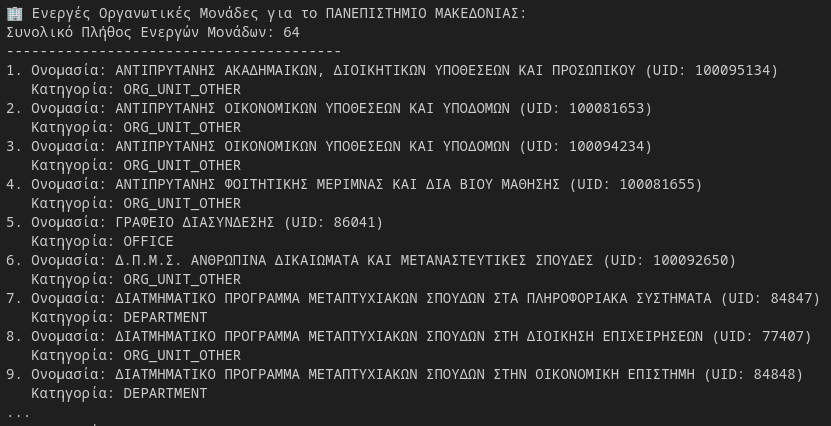 🏢 Ενεργές Οργανωτικές Μονάδες για το ΠΑΝΕΠΙΣΤΗΜΙΟ ΜΑΚΕΔΟΝΙΑΣ:
Συνολικό Πλήθος Ενεργών Μονάδων: 64
----------------------------------------
1. Ονομασία: ΑΝΤΙΠΡΥΤΑΝΗΣ ΑΚΑΔΗΜΑΙΚΩΝ, ΔΙΟΙΚΗΤΙΚΩΝ ΥΠΟΘΕΣΕΩΝ ΚΑΙ ΠΡΟΣΩΠΙΚΟΥ (UID: 100095134)
   Κατηγορία: ORG_UNIT_OTHER
2. Ονομασία: ΑΝΤΙΠΡΥΤΑΝΗΣ ΟΙΚΟΝΟΜΙΚΩΝ ΥΠΟΘΕΣΕΩΝ ΚΑΙ ΥΠΟΔΟΜΩΝ (UID: 100081653)
   Κατηγορία: ORG_UNIT_OTHER
3. Ονομασία: ΑΝΤΙΠΡΥΤΑΝΗΣ ΟΙΚΟΝΟΜΙΚΩΝ ΥΠΟΘΕΣΕΩΝ ΚΑΙ ΥΠΟΔΟΜΩΝ (UID: 100094234)
   Κατηγορία: ORG_UNIT_OTHER
4. Ονομασία: ΑΝΤΙΠΡΥΤΑΝΗΣ ΦΟΙΤΗΤΙΚΗΣ ΜΕΡΙΜΝΑΣ ΚΑΙ ΔΙΑ ΒΙΟΥ ΜΑΘΗΣΗΣ (UID: 100081655)
   Κατηγορία: ORG_UNIT_OTHER
5. Ονομασία: ΓΡΑΦΕΙΟ ΔΙΑΣΥΝΔΕΣΗΣ (UID: 86041)
   Κατηγορία: OFFICE
6. Ονομασία: Δ.Π.Μ.Σ. ΑΝΘΡΩΠΙΝΑ ΔΙΚΑΙΩΜΑΤΑ ΚΑΙ ΜΕΤΑΝΑΣΤΕΥΤΙΚΕΣ ΣΠΟΥΔΕΣ (UID: 100092650)
   Κατηγορία: ORG_UNIT_OTHER
7. Ονομασία: ΔΙΑΤΜΗΜΑΤΙΚΟ ΠΡΟΓΡΑΜΜΑ ΜΕΤΑΠΤΥΧΙΑΚΩΝ ΣΠΟΥΔΩΝ ΣΤΑ ΠΛΗΡΟΦΟΡΙΑΚΑ ΣΥΣΤΗΜΑΤΑ (UID: 84847)
   Κατηγορία: DEPARTMENT
8. Ονομασία: ΔΙΑΤΜΗΜΑΤΙΚΟ ΠΡΟΓΡΑΜΜΑ ΜΕΤΑΠΤΥΧΙΑΚΩΝ ΣΠΟΥΔΩΝ ΣΤΗ ΔΙΟΙΚΗΣΗ ΕΠΙΧΕΙΡΗΣΕΩΝ (UID: 77407)
   Κατηγορία: ORG_UNIT_OTHER
9. Ονομασία: ΔΙΑΤΜΗΜΑΤΙΚΟ ΠΡΟΓΡΑΜΜΑ ΜΕΤΑΠΤΥΧΙΑΚΩΝ ΣΠΟΥΔΩΝ ΣΤΗΝ ΟΙΚΟΝΟΜΙΚΗ ΕΠΙΣΤΗΜΗ (UID: 84848)
   Κατηγορία: DEPARTMENT
...